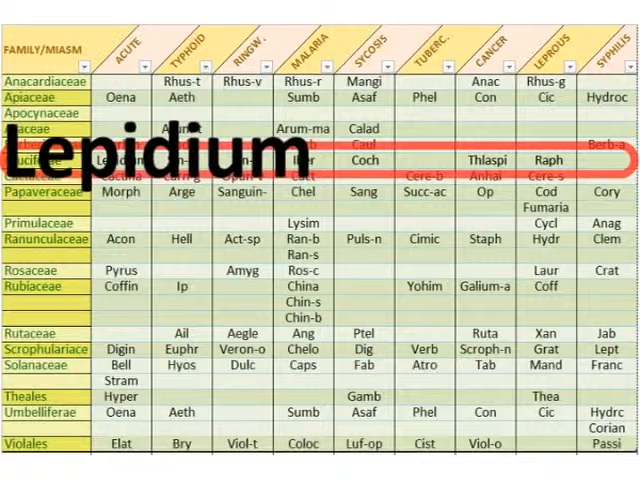 FAMILY/MIASM ACUTE TYPHOID RINGW. MALARIA SYCOSIS TUBERC. CANCER LEPROUS SYPHILIS
Anacardiaceae Rhus-t Rhus-v Rhus-r Mangi Anac Rhus-g
Apiaceae Oena Aeth Sumb Asaf Phel Con Cic Hydroc
Apocynaceae
Arum-ma Calad
Lepidium
Caul Berb-a
Coch Thlaspi Raph
Cere-b Anhal Cere-s
Papaveraceae Morph Arge Sanguin- Chel Sang Succ-ac Op Cod Cory
Fumaria
Primulaceae Lysim Cycl Anag
Ranunculaceae Acon Hell Act-sp Ran-b Puls-n Cimic Staph Hydr Clem
Ran-s
Rosaceae Pyrus Amyg Ros-c Laur Crat
Rubiaceae Coffin Ip China Yohim Galium-a Coff
Chin-s
Chin-b
Rutaceae Ail Aegle Ang Ptel Ruta Xan Jab
Scrophulariace Digin Euphr Veron-o Chelo Dig Verb Scroph-n Grat Lept
Solanaceae Bell Hyos Dulc Caps Fab Atro Tab Mand Franc
Stram
Theales Hyper Gamb Thea
Umbelliferae Oena Aeth Sumb Asaf Phel Con Cic Hydrc
Corian
Violales Elat Bry Viol-t Coloc Luf-op Cist Viol-o Passi